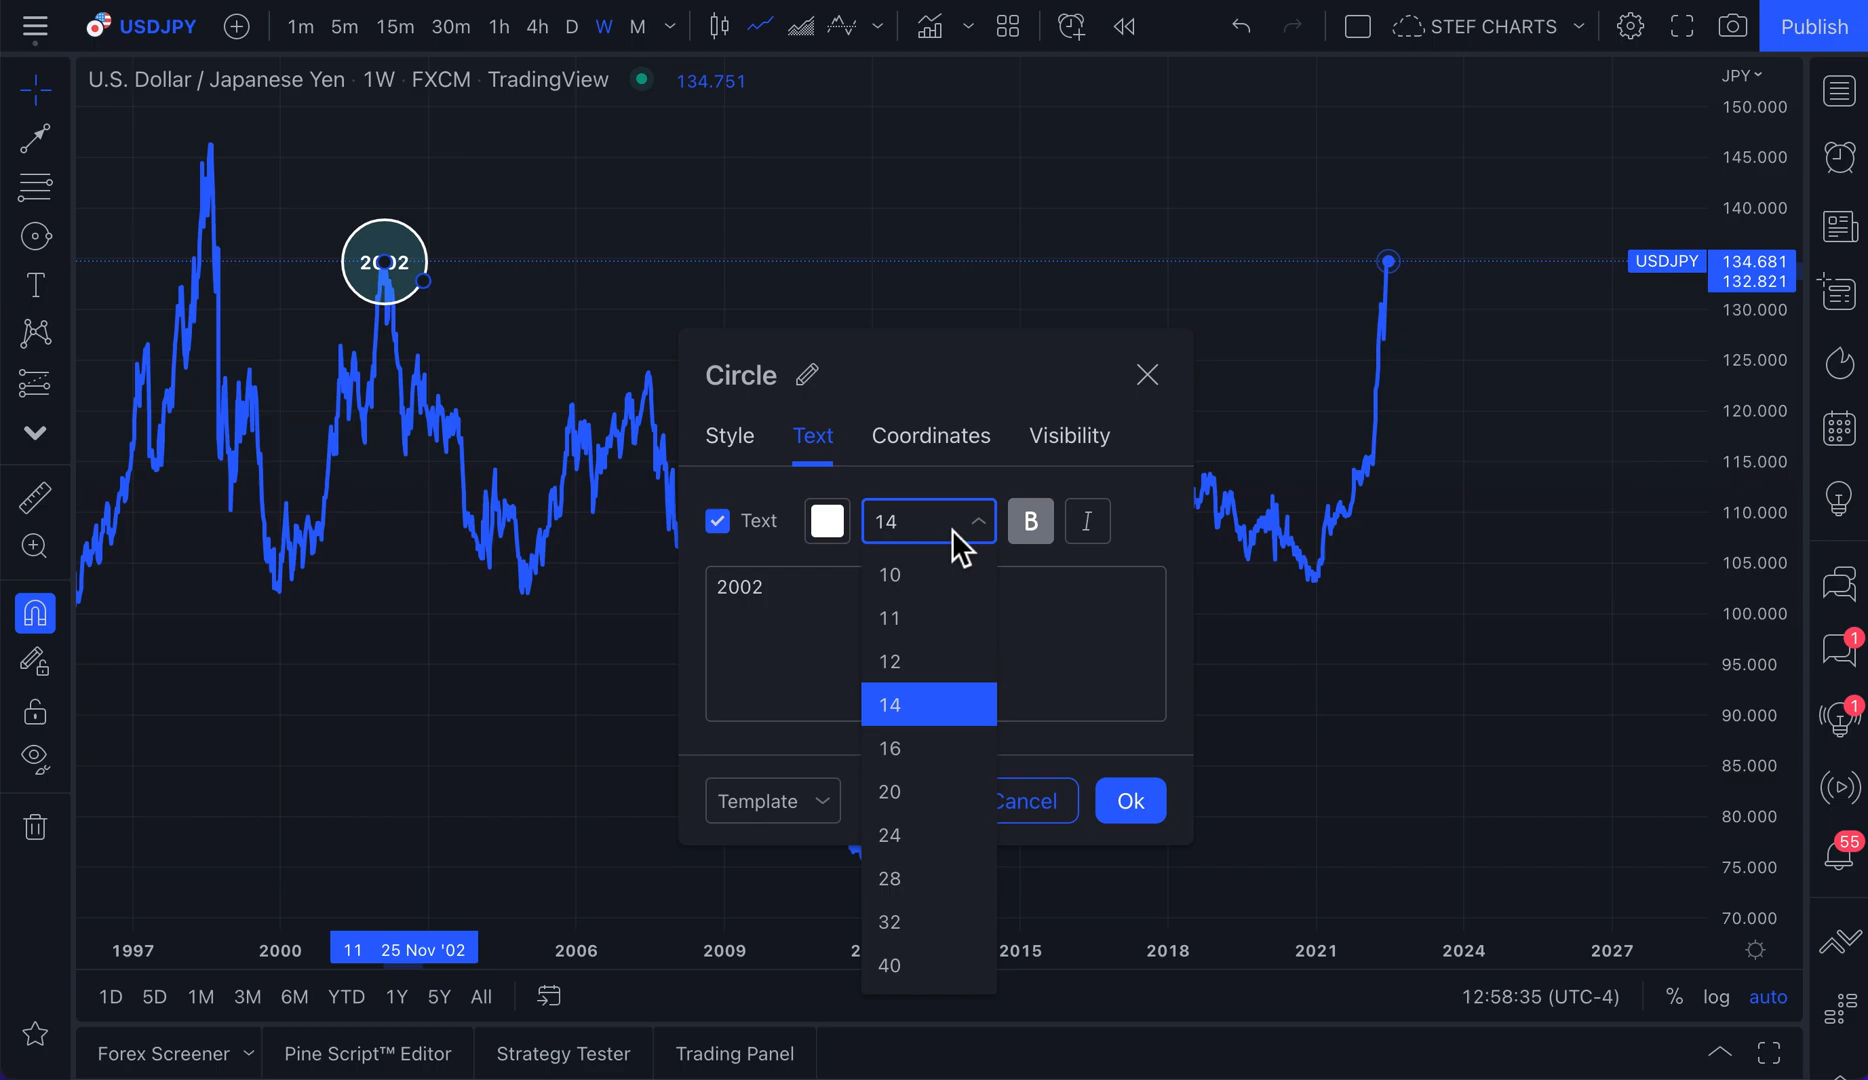 USDJPY 1m 5m 15m 30m 1h 4h D W M STEF CHARTS Publish
U.S. Dollar / Japanese Yen · 1W · FXCM · TradingView 134.751
JPY
150.000
145.000
140.000
USDJPY 134.681
132.821
130.000
125.000
120.000
115.000
110.000
105.000
100.000
95.000
90.000
85.000
80.000
75.000
70.000
2002
Circle
Style Text Coordinates Visibility
Text 14 B I
2002
10
11
12
14
16
20
24
28
32
40
Template Cancel Ok
1
1
55
1997 2000 11 25 Nov '02 2006 2009 2015 2018 2021 2024 2027
1D 5D 1M 3M 6M YTD 1Y 5Y All 12:58:35 (UTC-4) % log auto
Forex Screener Pine Script™ Editor Strategy Tester Trading Panel